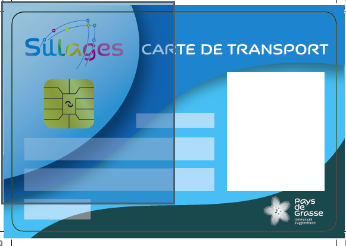 Sillages
CARTE DE TRANSPORT
Pays
de
Grasse